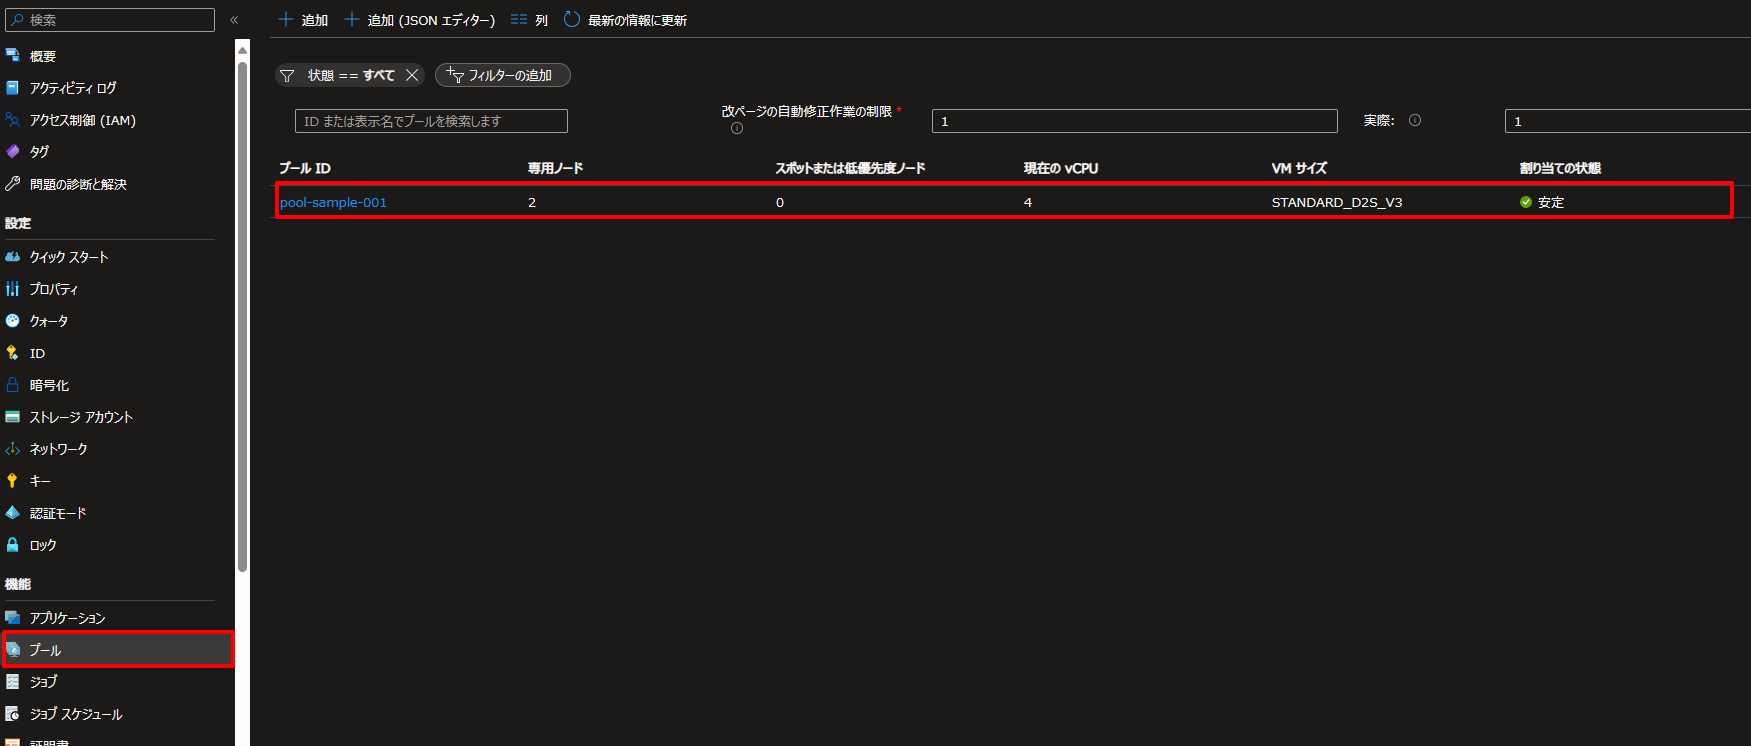 検索
«
概要
アクティビティ ログ
アクセス制御 (IAM)
タグ
問題の診断と解決
設定
クイック スタート
プロパティ
クォータ
ID
暗号化
ストレージ アカウント
ネットワーク
キー
認証モード
ロック
機能
アプリケーション
プール
ジョブ
ジョブ スケジュール
証明書
追加 追加 (JSON エディター) 列 最新の情報に更新
状態 == すべて フィルターの追加
ID または表示名でプールを検索します 改ページの自動修正作業の制限 * 1 実際: 1
プール ID 専用ノード スポットまたは低優先度ノード 現在の vCPU VM サイズ 割り当ての状態
pool-sample-001 2 0 4 STANDARD_D2S_V3 安定